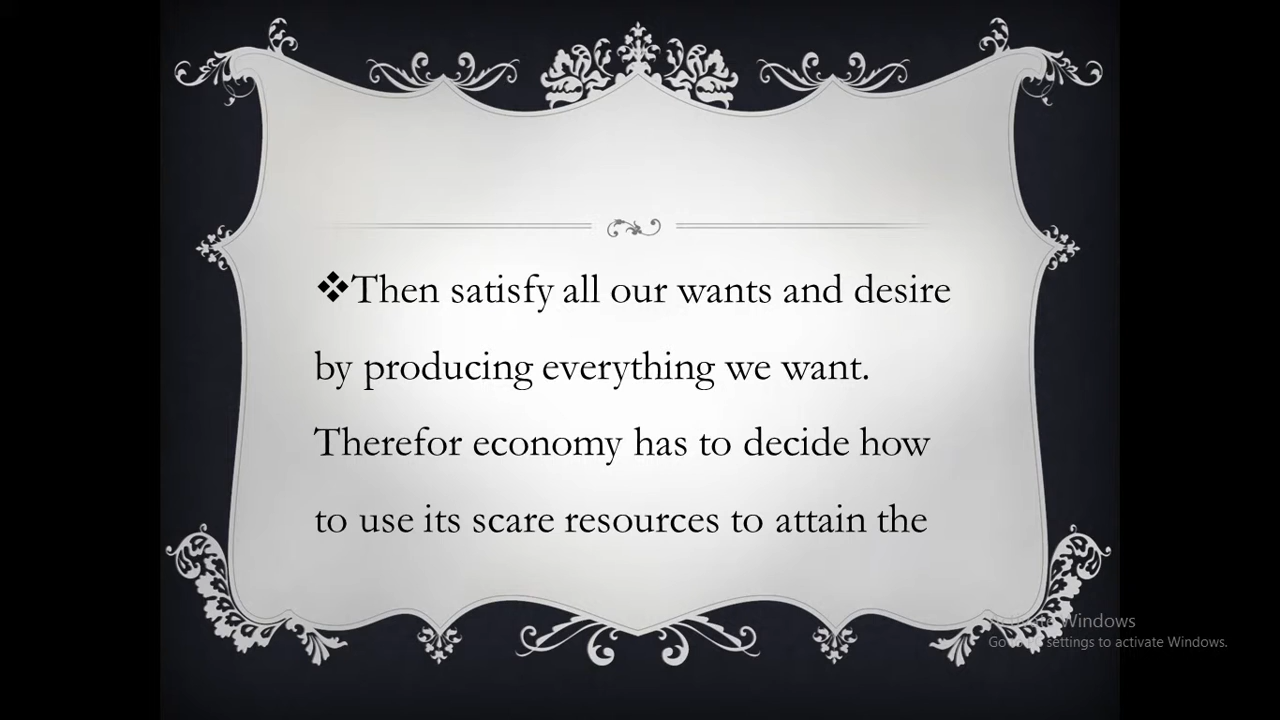 ❖Then satisfy all our wants and desire
by producing everything we want.
Therefor economy has to decide how
to use its scare resources to attain the
Windows
settings to activate Windows.